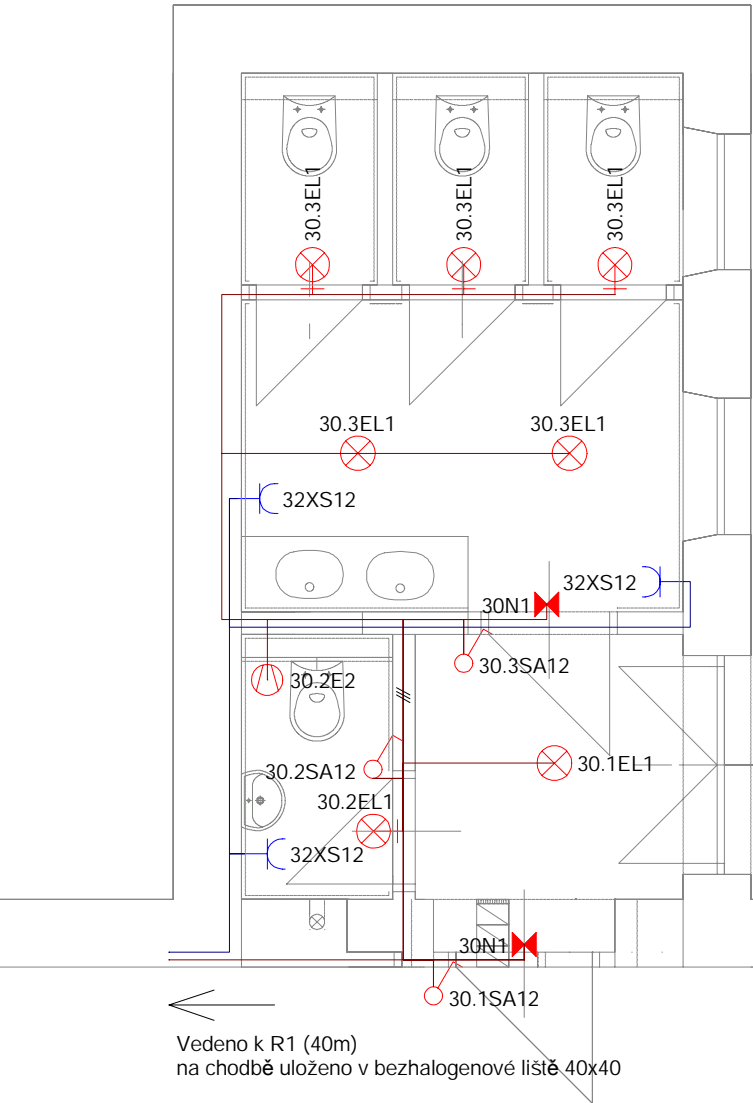 30.3EL1
30.3EL1
30.3EL1
30.3EL1
30.3EL1
32XS12
32XS12
30N1
30.3SA12
30.2E2
30.2SA12
30.1EL1
30.2EL1
32XS12
30N1
30.1SA12
Vedeno k R1 (40m)
na chodbě uloženo v bezhalogenové liště 40x40